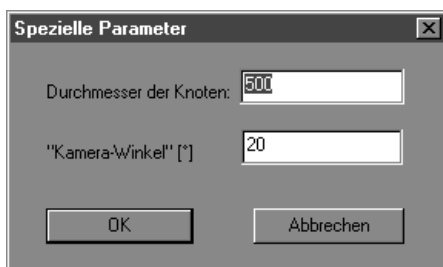 Spezielle Parameter
Durchmesser der Knoten: 500
"Kamera-Winkel" [°] 20
OK Abbrechen